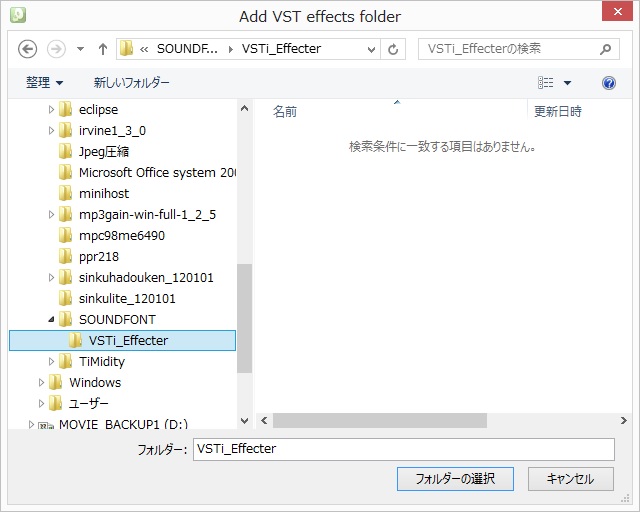 Add VST effects folder
« SOUNDF... VSTi_Effecter
VSTi_Effecterの検索
整理 新しいフォルダー
名前 更新日時
検索条件に一致する項目はありません。
eclipse
irvine1_3_0
Jpeg圧縮
Microsoft Office system 200
minihost
mp3gain-win-full-1_2_5
mpc98me6490
ppr218
sinkuhadouken_120101
sinkulite_120101
SOUNDFONT
VSTi_Effecter
TiMidity
Windows
ユーザー
MOVIE_BACKUP1 (D:)
フォルダー: VSTi_Effecter
フォルダーの選択 キャンセル